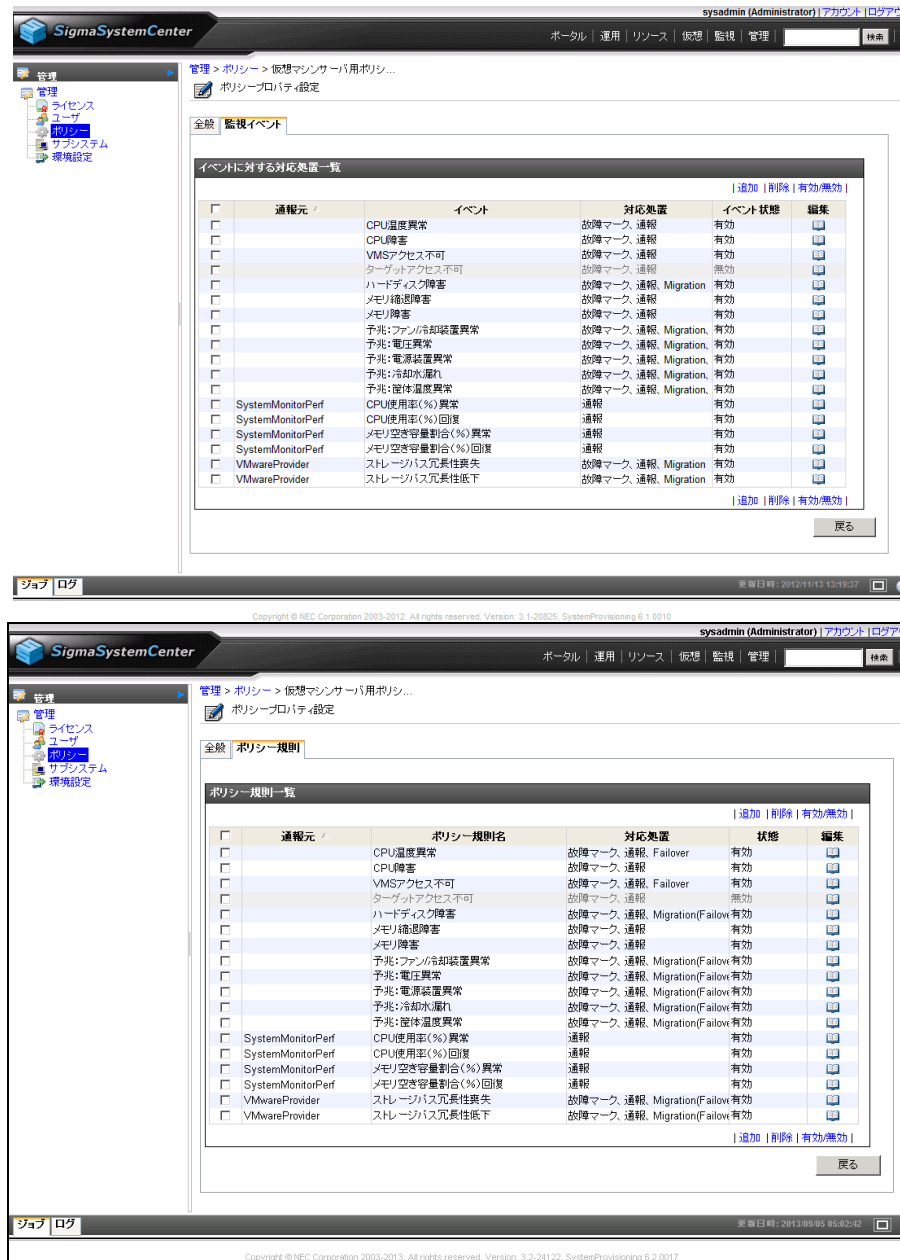 sysadmin (Administrator) | アカウント | ログアウ
SigmaSystemCenter
ポータル | 運用 | リソース | 仮想 | 監視 | 管理 | 検索
管理
管理
ライセンス
ユーザ
ポリシー
サブシステム
環境設定
管理 > ポリシー > 仮想マシンサーバ用ポリシ...
ポリシープロパティ設定
全般 監視イベント
イベントに対する対応処置一覧
| 追加 | 削除 | 有効/無効 |
通報元 イベント 対応処置 イベント状態 編集
CPU温度異常 故障マーク、通報 有効
CPU障害 故障マーク、通報 有効
VMSアクセス不可 故障マーク、通報 有効
ターゲットアクセス不可 故障マーク、通報 無効
ハードディスク障害 故障マーク、通報、Migration 有効
メモリ縮退障害 故障マーク、通報 有効
メモリ障害 故障マーク、通報 有効
予兆：ファン/冷却装置異常 故障マーク、通報、Migration、 有効
予兆：電圧異常 故障マーク、通報、Migration、 有効
予兆：電源装置異常 故障マーク、通報、Migration、 有効
予兆：冷却水漏れ 故障マーク、通報、Migration、 有効
予兆：筐体温度異常 故障マーク、通報、Migration、 有効
SystemMonitorPerf CPU使用率(%)異常 通報 有効
SystemMonitorPerf CPU使用率(%)回復 通報 有効
SystemMonitorPerf メモリ空き容量割合(%)異常 通報 有効
SystemMonitorPerf メモリ空き容量割合(%)回復 通報 有効
VMwareProvider ストレージパス冗長性喪失 故障マーク、通報、Migration 有効
VMwareProvider ストレージパス冗長性低下 故障マーク、通報、Migration 有効
| 追加 | 削除 | 有効/無効 |
戻る
ジョブ ログ 更新日時 : 2012/11/13 13:19:37
Copyright © NEC Corporation 2003-2012. All rights reserved. Version: 3.1-20825, SystemProvisioning 6.1.0010
sysadmin (Administrator) | アカウント | ログア
SigmaSystemCenter
ポータル | 運用 | リソース | 仮想 | 監視 | 管理 | 検索
管理
管理
ライセンス
ユーザ
ポリシー
サブシステム
環境設定
管理 > ポリシー > 仮想マシンサーバ用ポリシ...
ポリシープロパティ設定
全般 ポリシー規則
ポリシー規則一覧
| 追加 | 削除 | 有効/無効 |
通報元 ポリシー規則名 対応処置 状態 編集
CPU温度異常 故障マーク、通報、Failover 有効
CPU障害 故障マーク、通報 有効
VMSアクセス不可 故障マーク、通報、Failover 有効
ターゲットアクセス不可 故障マーク、通報 無効
ハードディスク障害 故障マーク、通報、Migration(Failove 有効
メモリ縮退障害 故障マーク、通報 有効
メモリ障害 故障マーク、通報 有効
予兆：ファン/冷却装置異常 故障マーク、通報、Migration(Failove 有効
予兆：電圧異常 故障マーク、通報、Migration(Failove 有効
予兆：電源装置異常 故障マーク、通報、Migration(Failove 有効
予兆：冷却水漏れ 故障マーク、通報、Migration(Failove 有効
予兆：筐体温度異常 故障マーク、通報、Migration(Failove 有効
SystemMonitorPerf CPU使用率(%)異常 通報 有効
SystemMonitorPerf CPU使用率(%)回復 通報 有効
SystemMonitorPerf メモリ空き容量割合(%)異常 通報 有効
SystemMonitorPerf メモリ空き容量割合(%)回復 通報 有効
VMwareProvider ストレージパス冗長性喪失 故障マーク、通報、Migration(Failove 有効
VMwareProvider ストレージパス冗長性低下 故障マーク、通報、Migration(Failove 有効
| 追加 | 削除 | 有効/無効 |
戻る
ジョブ ログ 更新日時 : 2013/09/05 05:02:42
Copyright © NEC Corporation 2003-2013. All rights reserved. Version: 3.2-24122, SystemProvisioning 6.2.0017